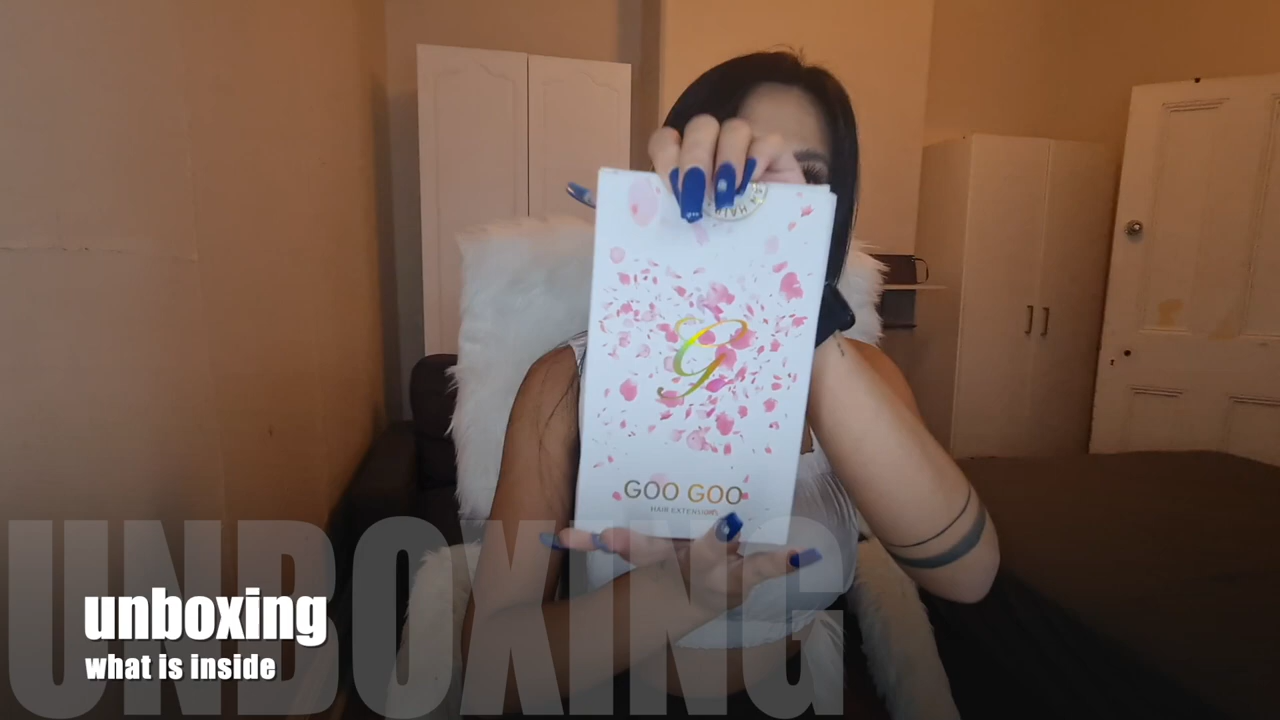 G
GOO GOO
HAIR EXTENSIONS
UNBOXING
unboxing
what is inside